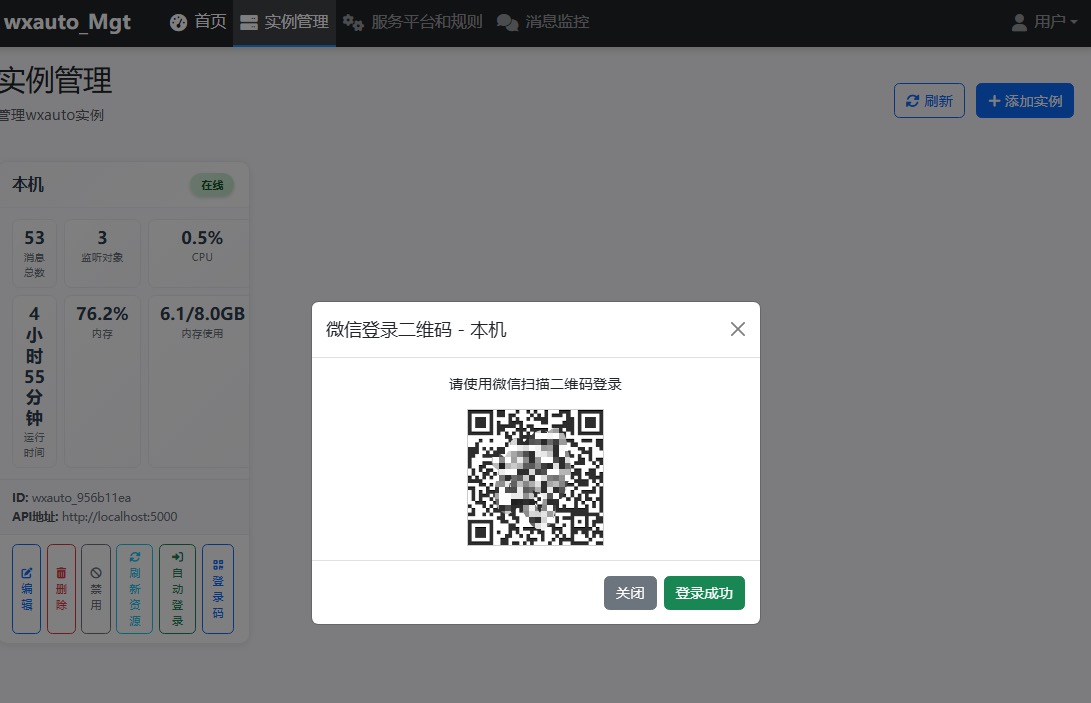 wxauto_Mgt 首页 实例管理 服务平台和规则 消息监控 用户
实例管理
管理wxauto实例
刷新 添加实例
本机 在线
53 3 0.5%
消息 监听对象 CPU
总数
4 76.2% 6.1/8.0GB
小 内存 内存使用
时
55
分
钟
运行
时间
ID: wxauto_956b11ea
API地址: http://localhost:5000
编辑 删除 禁用 刷新资源 自动登录 登录码
微信登录二维码 - 本机
请使用微信扫描二维码登录
关闭 登录成功